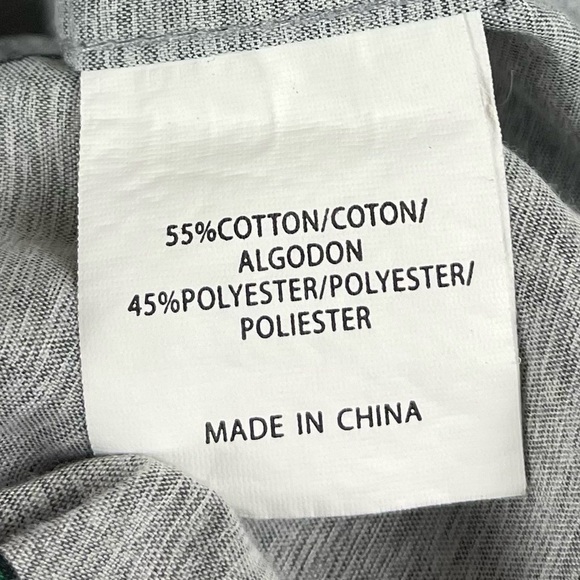 55%COTTON/COTON/
ALGODON
45%POLYESTER/POLYESTER/
POLIESTER
MADE IN CHINA